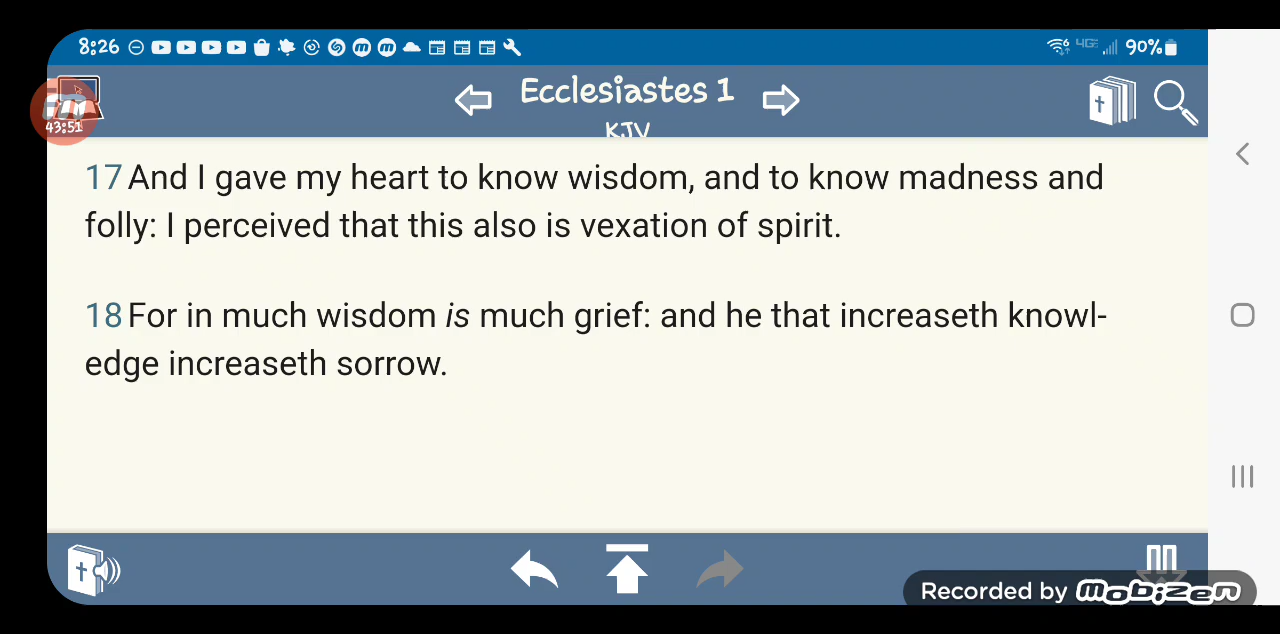 8:26 4GE 90%
Ecclesiastes 1
KJV
43:51
17 And I gave my heart to know wisdom, and to know madness and
folly: I perceived that this also is vexation of spirit.
18 For in much wisdom is much grief: and he that increaseth knowl-
edge increaseth sorrow.
Recorded by mobizen